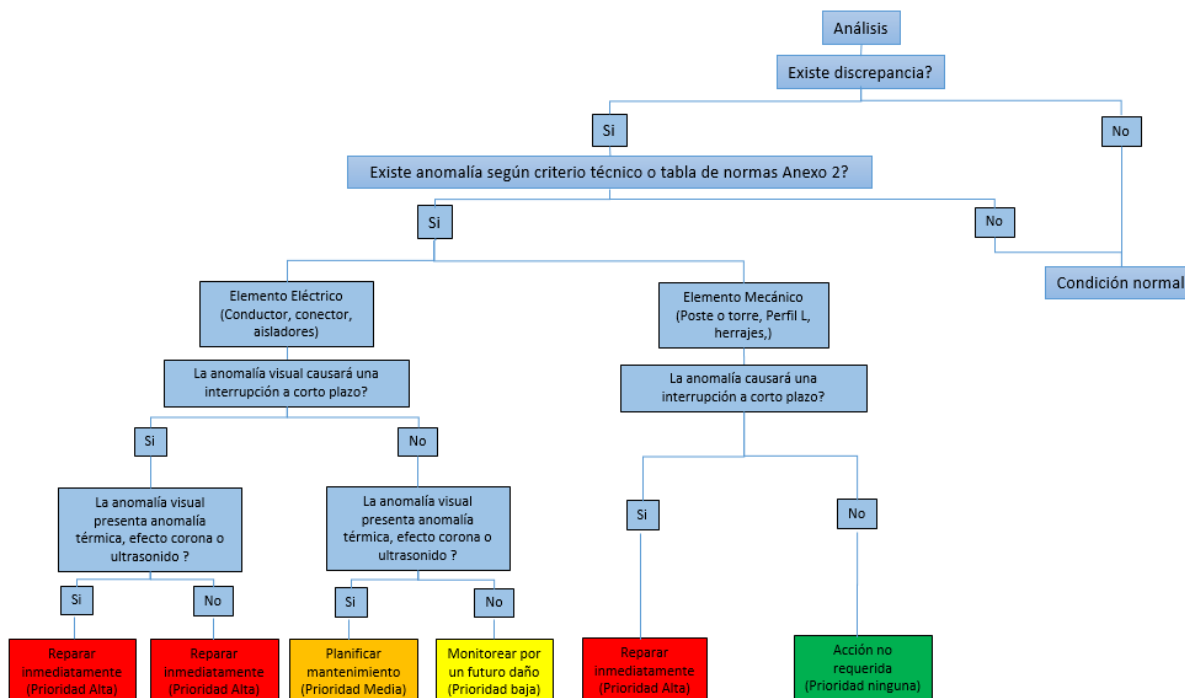 Análisis
Existe discrepancia?
Si
No
Existe anomalía según criterio técnico o tabla de normas Anexo 2?
Si
No
Condición normal
Elemento Eléctrico
(Conductor, conector,
aisladores)
Elemento Mecánico
(Poste o torre, Perfil L,
herrajes,)
La anomalía visual causará una
interrupción a corto plazo?
La anomalía causará una
interrupción a corto plazo?
Si
No
La anomalía visual
presenta anomalía
térmica, efecto corona o
ultrasonido ?
La anomalía visual
presenta anomalía
térmica, efecto corona o
ultrasonido ?
Si
No
Si
No
Si
No
Reparar
inmediatamente
(Prioridad Alta)
Reparar
inmediatamente
(Prioridad Alta)
Planificar
mantenimiento
(Prioridad Media)
Monitorear por
un futuro daño
(Prioridad baja)
Reparar
inmediatamente
(Prioridad Alta)
Acción no
requerida
(Prioridad ninguna)